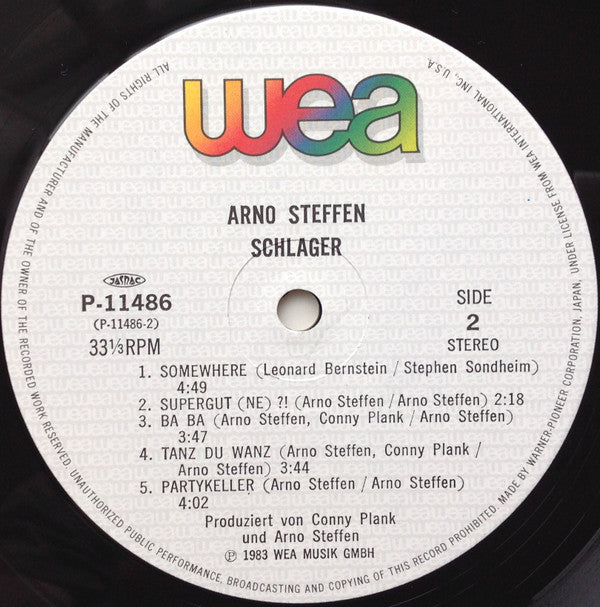 wea
ARNO STEFFEN
SCHLAGER
JASRAC
P-11486
(P-11486-2)
33⅓RPM
SIDE
2
STEREO
1. SOMEWHERE (Leonard Bernstein / Stephen Sondheim)
4:49
2. SUPERGUT (NE) ?! (Arno Steffen / Arno Steffen) 2:18
3. BA BA (Arno Steffen, Conny Plank / Arno Steffen)
3:47
4. TANZ DU WANZ (Arno Steffen, Conny Plank /
Arno Steffen) 3:44
5. PARTYKELLER (Arno Steffen / Arno Steffen)
4:02
Produziert von Conny Plank
und Arno Steffen
℗ 1983 WEA MUSIK GMBH
ALL RIGHTS OF THE MANUFACTURER AND OF THE OWNER OF THE RECORDED WORK RESERVED. UNAUTHORIZED PUBLIC PERFORMANCE, BROADCASTING AND COPYING OF THIS RECORD PROHIBITED. MADE BY WARNER-PIONEER CORPORATION, JAPAN, UNDER LICENSE FROM WEA INTERNATIONAL INC., U.S.A